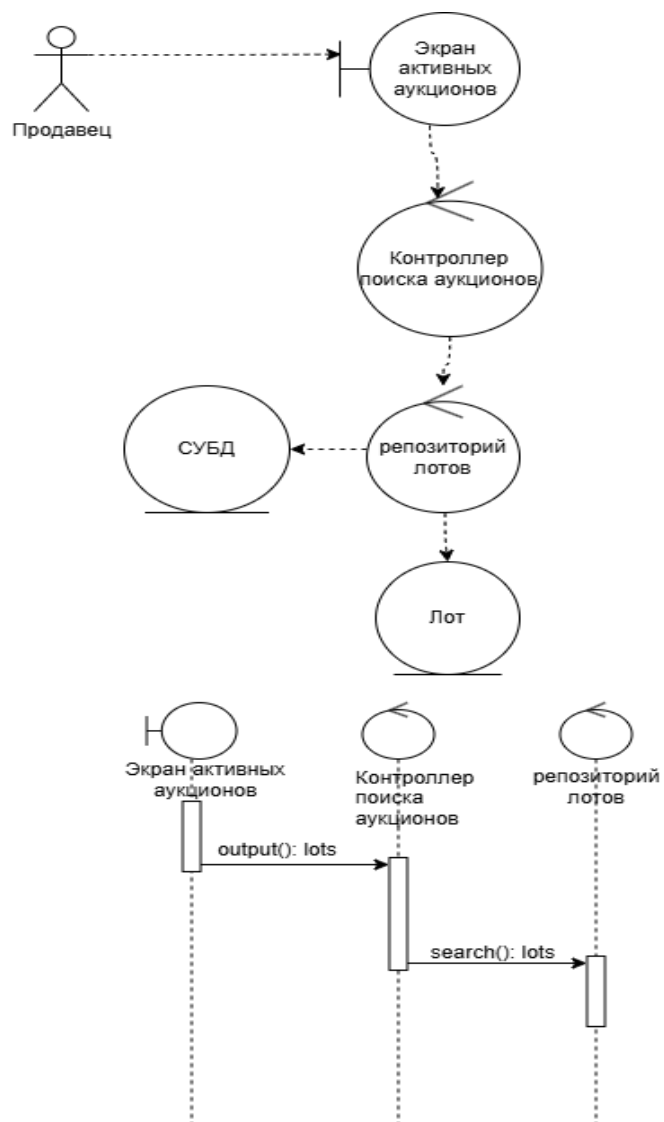 Экран
активных
аукционов
Продавец
Контроллер
поиска аукционов
СУБД
репозиторий
лотов
Лот
Экран активных
аукционов
Контроллер
поиска
аукционов
репозиторий
лотов
output(): lots
search(): lots